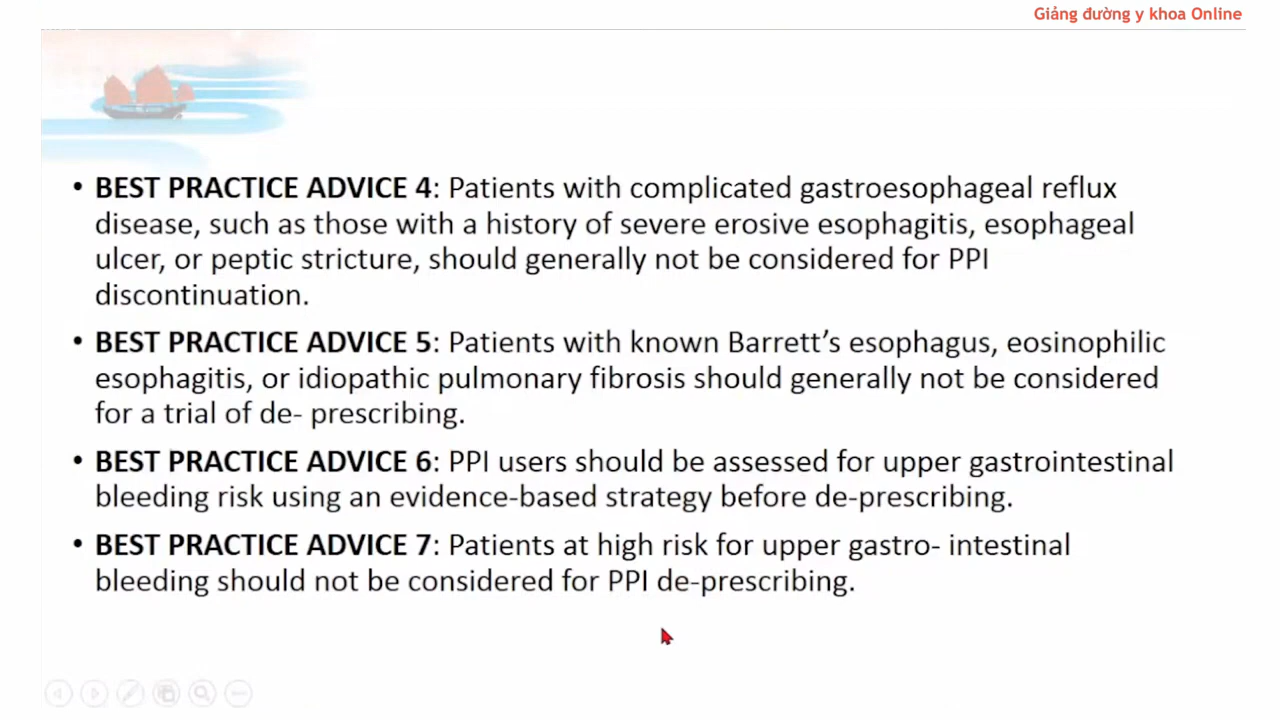 Giảng đường y khoa Online
• BEST PRACTICE ADVICE 4: Patients with complicated gastroesophageal reflux
disease, such as those with a history of severe erosive esophagitis, esophageal
ulcer, or peptic stricture, should generally not be considered for PPI
discontinuation.
• BEST PRACTICE ADVICE 5: Patients with known Barrett’s esophagus, eosinophilic
esophagitis, or idiopathic pulmonary fibrosis should generally not be considered
for a trial of de- prescribing.
• BEST PRACTICE ADVICE 6: PPI users should be assessed for upper gastrointestinal
bleeding risk using an evidence-based strategy before de-prescribing.
• BEST PRACTICE ADVICE 7: Patients at high risk for upper gastro- intestinal
bleeding should not be considered for PPI de-prescribing.